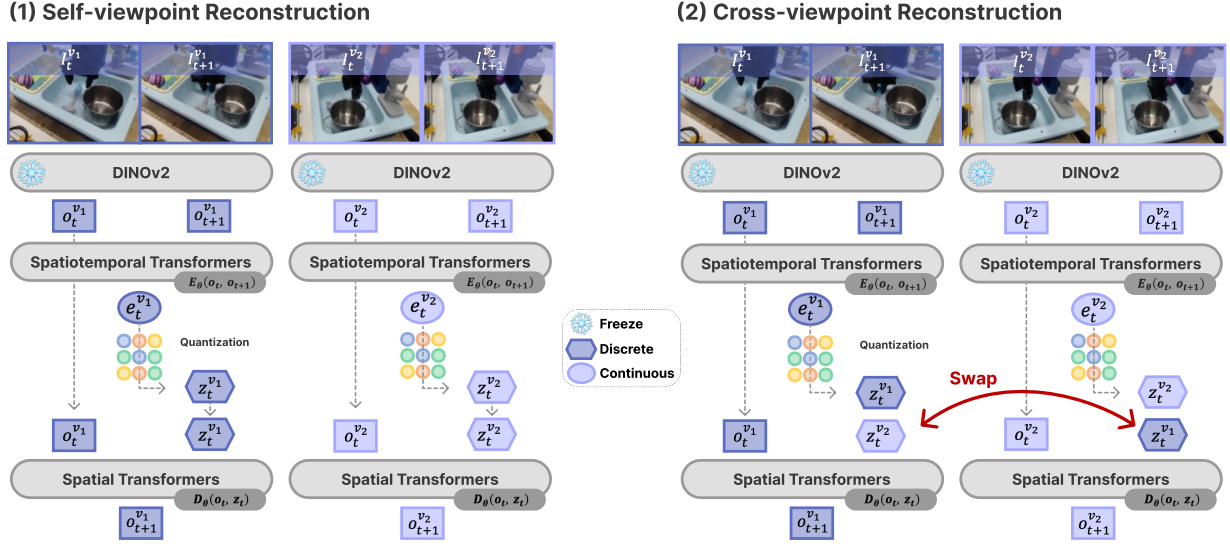 (1) Self-viewpoint Reconstruction
I_t^{v_1} I_{t+1}^{v_1} I_t^{v_2} I_{t+1}^{v_2}
DINOv2 DINOv2
o_t^{v_1} o_{t+1}^{v_1} o_t^{v_2} o_{t+1}^{v_2}
Spatiotemporal Transformers Spatiotemporal Transformers
E_θ(o_t, o_{t+1}) E_θ(o_t, o_{t+1})
e_t^{v_1} e_t^{v_2}
Quantization
z_t^{v_1} z_t^{v_2}
o_t^{v_1} z_t^{v_1} o_t^{v_2} z_t^{v_2}
Spatial Transformers Spatial Transformers
D_θ(o_t, z_t) D_θ(o_t, z_t)
o_{t+1}^{v_1} o_{t+1}^{v_2}
Freeze
Discrete
Continuous
(2) Cross-viewpoint Reconstruction
I_t^{v_1} I_{t+1}^{v_1} I_t^{v_2} I_{t+1}^{v_2}
DINOv2 DINOv2
o_t^{v_1} o_{t+1}^{v_1} o_t^{v_2} o_{t+1}^{v_2}
Spatiotemporal Transformers Spatiotemporal Transformers
E_θ(o_t, o_{t+1}) E_θ(o_t, o_{t+1})
e_t^{v_1} e_t^{v_2}
Quantization
Swap
z_t^{v_1} z_t^{v_2}
o_t^{v_1} z_t^{v_2} o_t^{v_2} z_t^{v_1}
Spatial Transformers Spatial Transformers
D_θ(o_t, z_t) D_θ(o_t, z_t)
o_{t+1}^{v_1} o_{t+1}^{v_2}